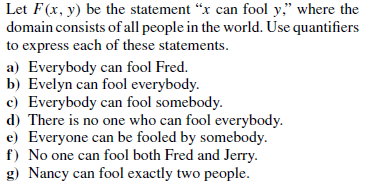 Let F(x, y) be the statement “x can fool y,” where the
domain consists of all people in the world. Use quantifiers
to express each of these statements.
a) Everybody can fool Fred.
b) Evelyn can fool everybody.
c) Everybody can fool somebody.
d) There is no one who can fool everybody.
e) Everyone can be fooled by somebody.
f) No one can fool both Fred and Jerry.
g) Nancy can fool exactly two people.